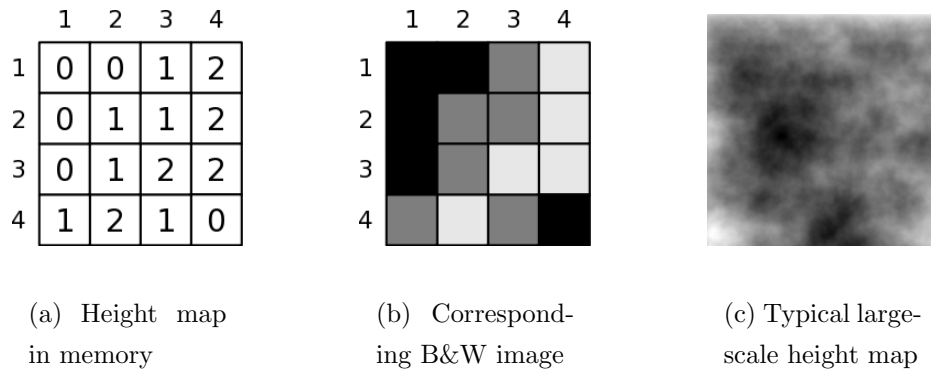 1 2 3 4
1 0 0 1 2
2 0 1 1 2
3 0 1 2 2
4 1 2 1 0
1 2 3 4
1
2
3
4
(a) Height map
in memory
(b) Correspond-
ing B&W image
(c) Typical large-
scale height map